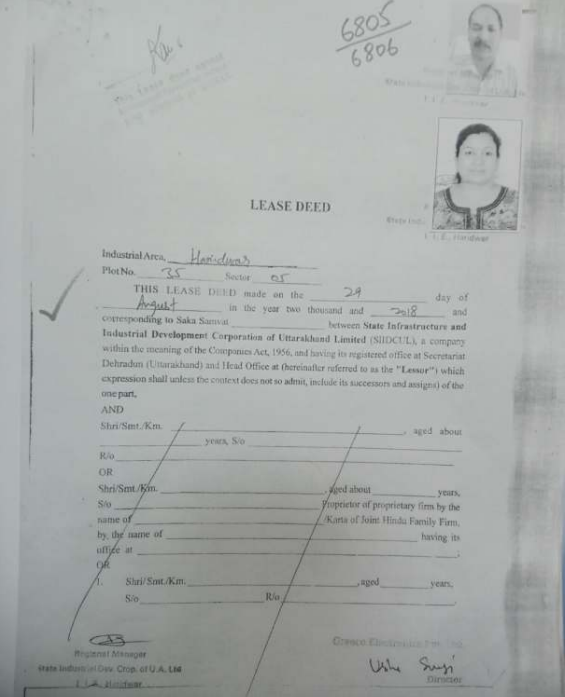 6805
6806
LEASE DEED
Industrial Area, Haridwar
Plot No. 35 Sector 05
THIS LEASE DEED made on the 29 day of
August in the year two thousand and 2018 and
corresponding to Saka Samvat between State Infrastructure and
Industrial Development Corporation of Uttarakhand Limited (SIIDCUL), a company
within the meaning of the Companies Act, 1956, and having its registered office at Secretariat
Dehradun (Uttarakhand) and Head Office at (hereinafter referred to as the "Lessor") which
expression shall unless the context does not so admit, include its successors and assigns) of the
one part,
AND
Shri/Smt./Km. , aged about
years, S/o
R/o
OR
Shri/Smt./Km. , aged about years,
S/o Proprietor of proprietary firm by the
name of /Karta of Joint Hindu Family Firm,
by, the name of having its
office at ,
OR
1. Shri/Smt./Km. , aged years,
S/o R/o ,
Regional Manager
State Industrial Dev. Crop. of U.A. Ltd
I.I.E. Haridwar
Director